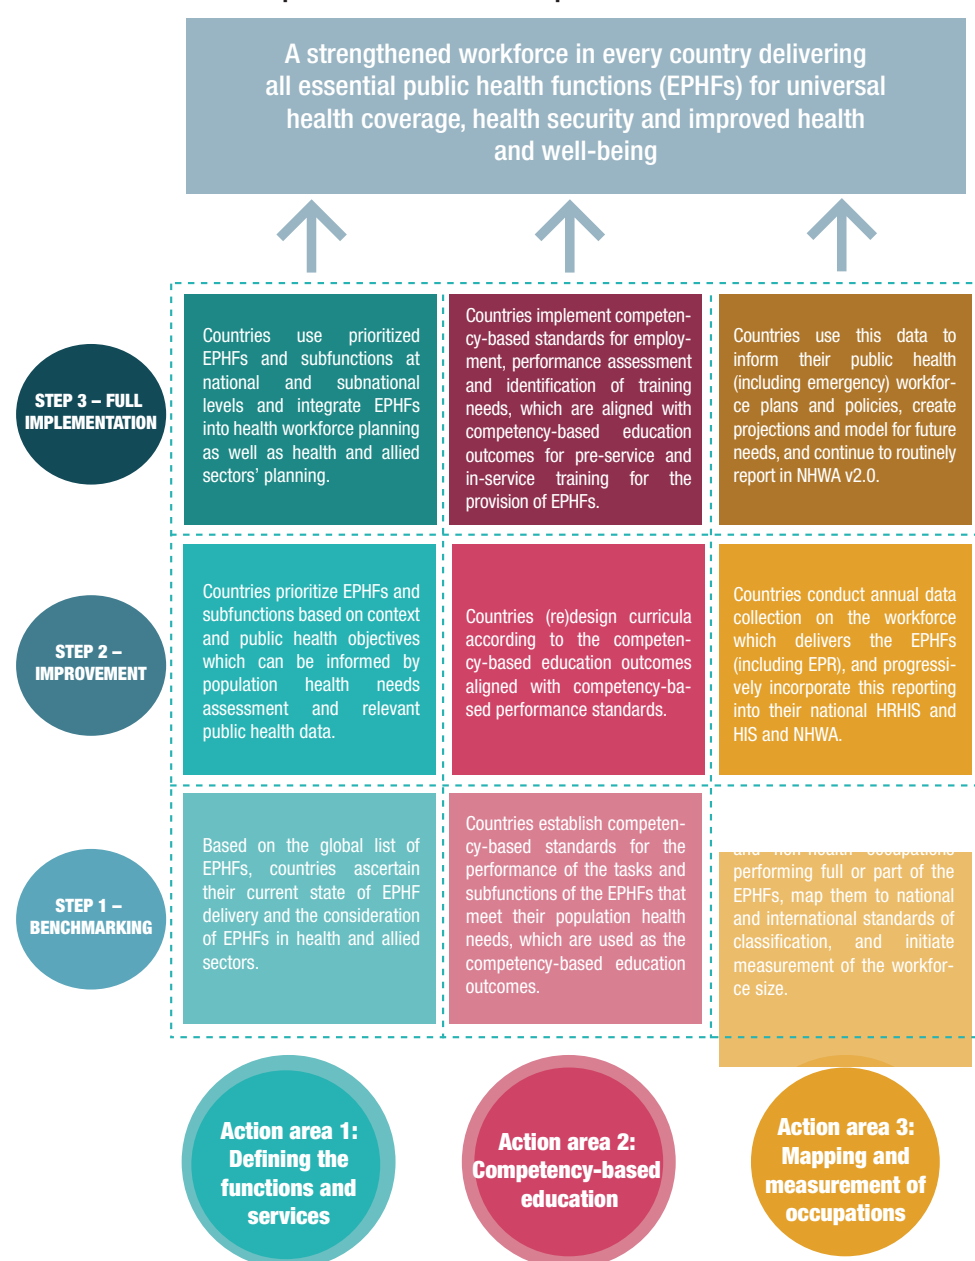 A strengthened workforce in every country delivering
all essential public health functions (EPHFs) for universal
health coverage, health security and improved health
and well-being
STEP 3 – FULL
IMPLEMENTATION
Countries use prioritized
EPHFs and subfunctions at
national and subnational
levels and integrate EPHFs
into health workforce planning
as well as health and allied
sectors’ planning.
Countries implement competen-
cy-based standards for employ-
ment, performance assessment
and identification of training
needs, which are aligned with
competency-based education
outcomes for pre-service and
in-service training for the
provision of EPHFs.
Countries use this data to
inform their public health
(including emergency) workfor-
ce plans and policies, create
projections and model for future
needs, and continue to routinely
report in NHWA v2.0.
STEP 2 –
IMPROVEMENT
Countries prioritize EPHFs and
subfunctions based on context
and public health objectives
which can be informed by
population health needs
assessment and relevant
public health data.
Countries (re)design curricula
according to the competen-
cy-based education outcomes
aligned with competency-ba-
sed performance standards.
Countries conduct annual data
collection on the workforce
which delivers the EPHFs
(including EPR), and progressi-
vely incorporate this reporting
into their national HRHIS and
HIS and NHWA.
STEP 1 –
BENCHMARKING
Based on the global list of
EPHFs, countries ascertain
their current state of EPHF
delivery and the consideration
of EPHFs in health and allied
sectors.
Countries establish competen-
cy-based standards for the
performance of the tasks and
subfunctions of the EPHFs that
meet their population health
needs, which are used as the
competency-based education
outcomes.
and non-health occupations
performing full or part of the
EPHFs, map them to national
and international standards of
classification, and initiate
measurement of the workfor-
ce size.
Action area 1:
Defining the
functions and
services
Action area 2:
Competency-based
education
Action area 3:
Mapping and
measurement of
occupations